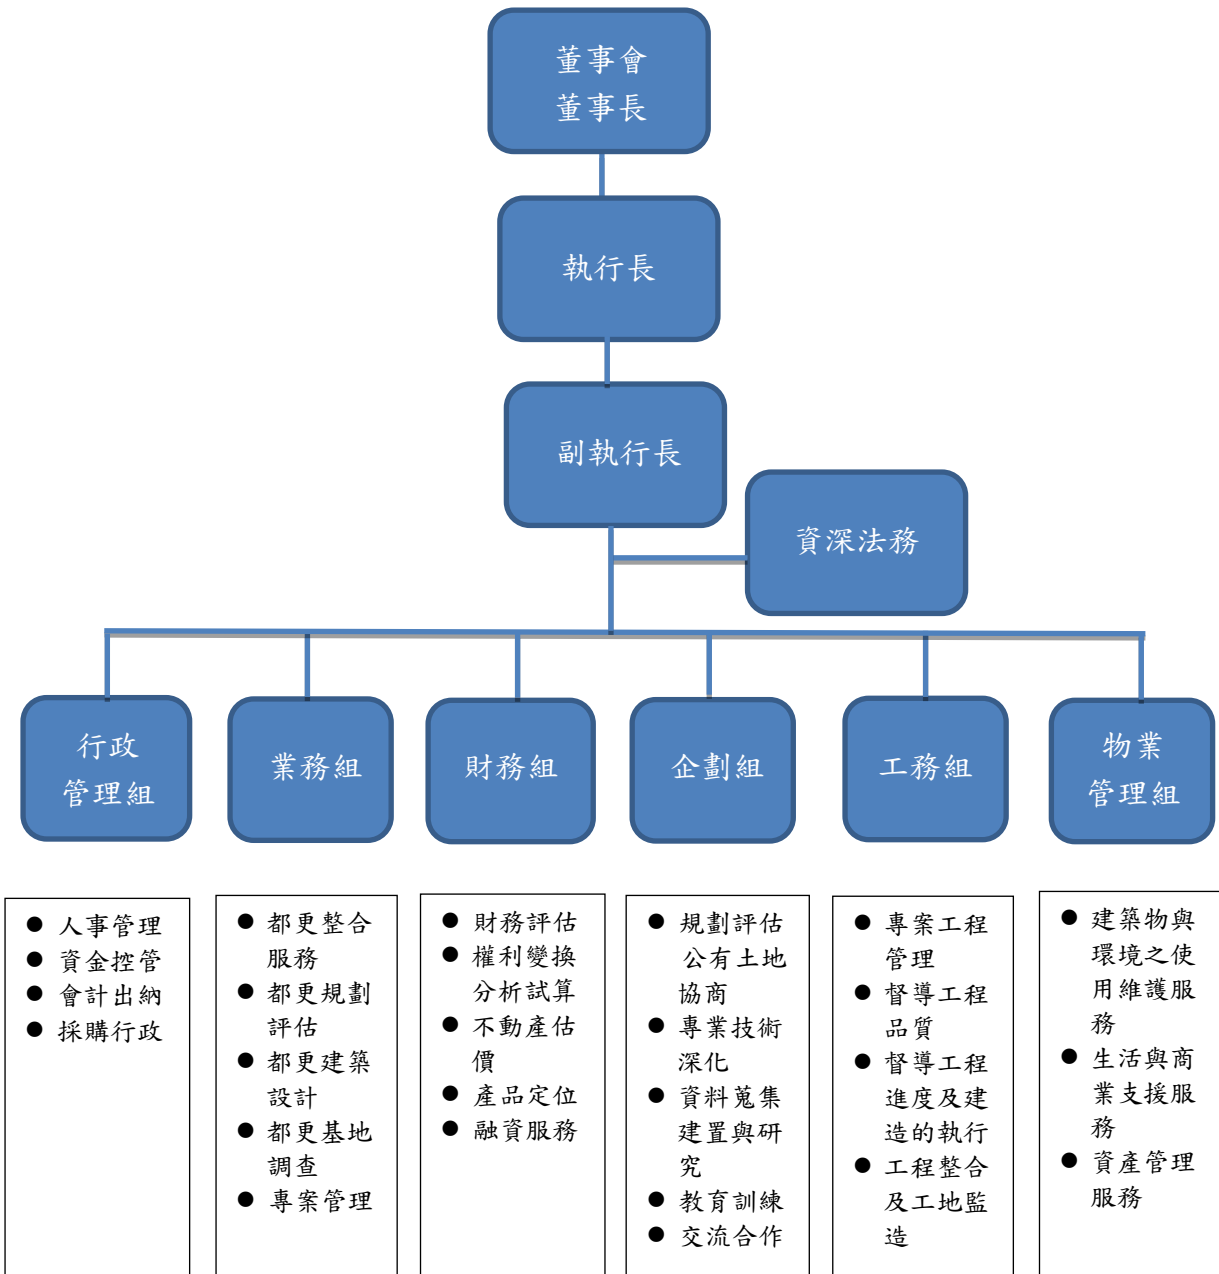 董事會
董事長
執行長
副執行長
資深法務
行政
管理組
業務組
財務組
企劃組
工務組
物業
管理組
● 人事管理
● 資金控管
● 會計出納
● 採購行政
● 都更整合
服務
● 都更規劃
評估
● 都更建築
設計
● 都更基地
調查
● 專案管理
● 財務評估
● 權利變換
分析試算
● 不動產估
價
● 產品定位
● 融資服務
● 規劃評估
公有土地
協商
● 專業技術
深化
● 資料蒐集
建置與研
究
● 教育訓練
● 交流合作
● 專案工程
管理
● 督導工程
品質
● 督導工程
進度及建
造的執行
● 工程整合
及工地監
造
● 建築物與
環境之使
用維護服
務
● 生活與商
業支援服
務
● 資產管理
服務